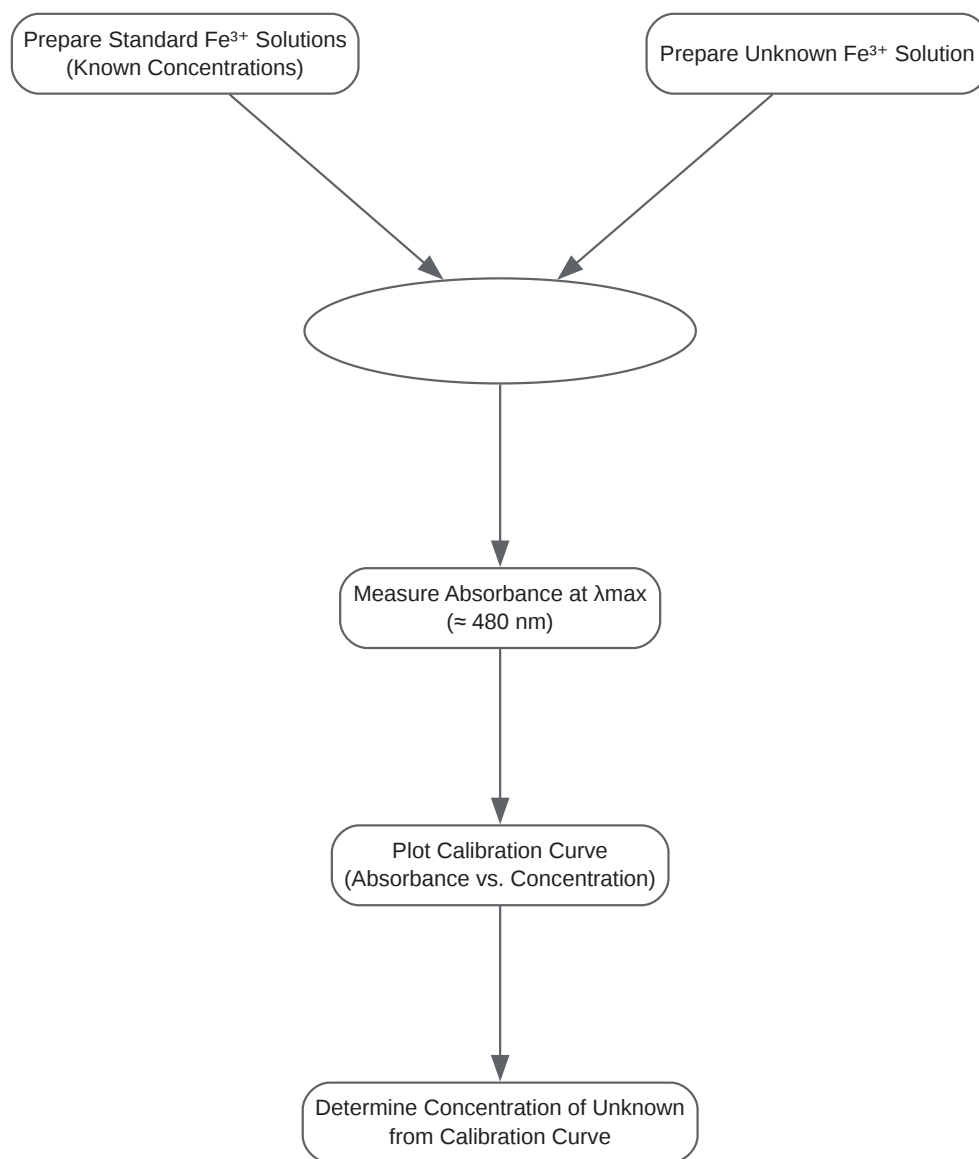 Prepare Standard Fe³⁺ Solutions
(Known Concentrations)
Prepare Unknown Fe³⁺ Solution
Measure Absorbance at λmax
(≈ 480 nm)
Plot Calibration Curve
(Absorbance vs. Concentration)
Determine Concentration of Unknown
from Calibration Curve